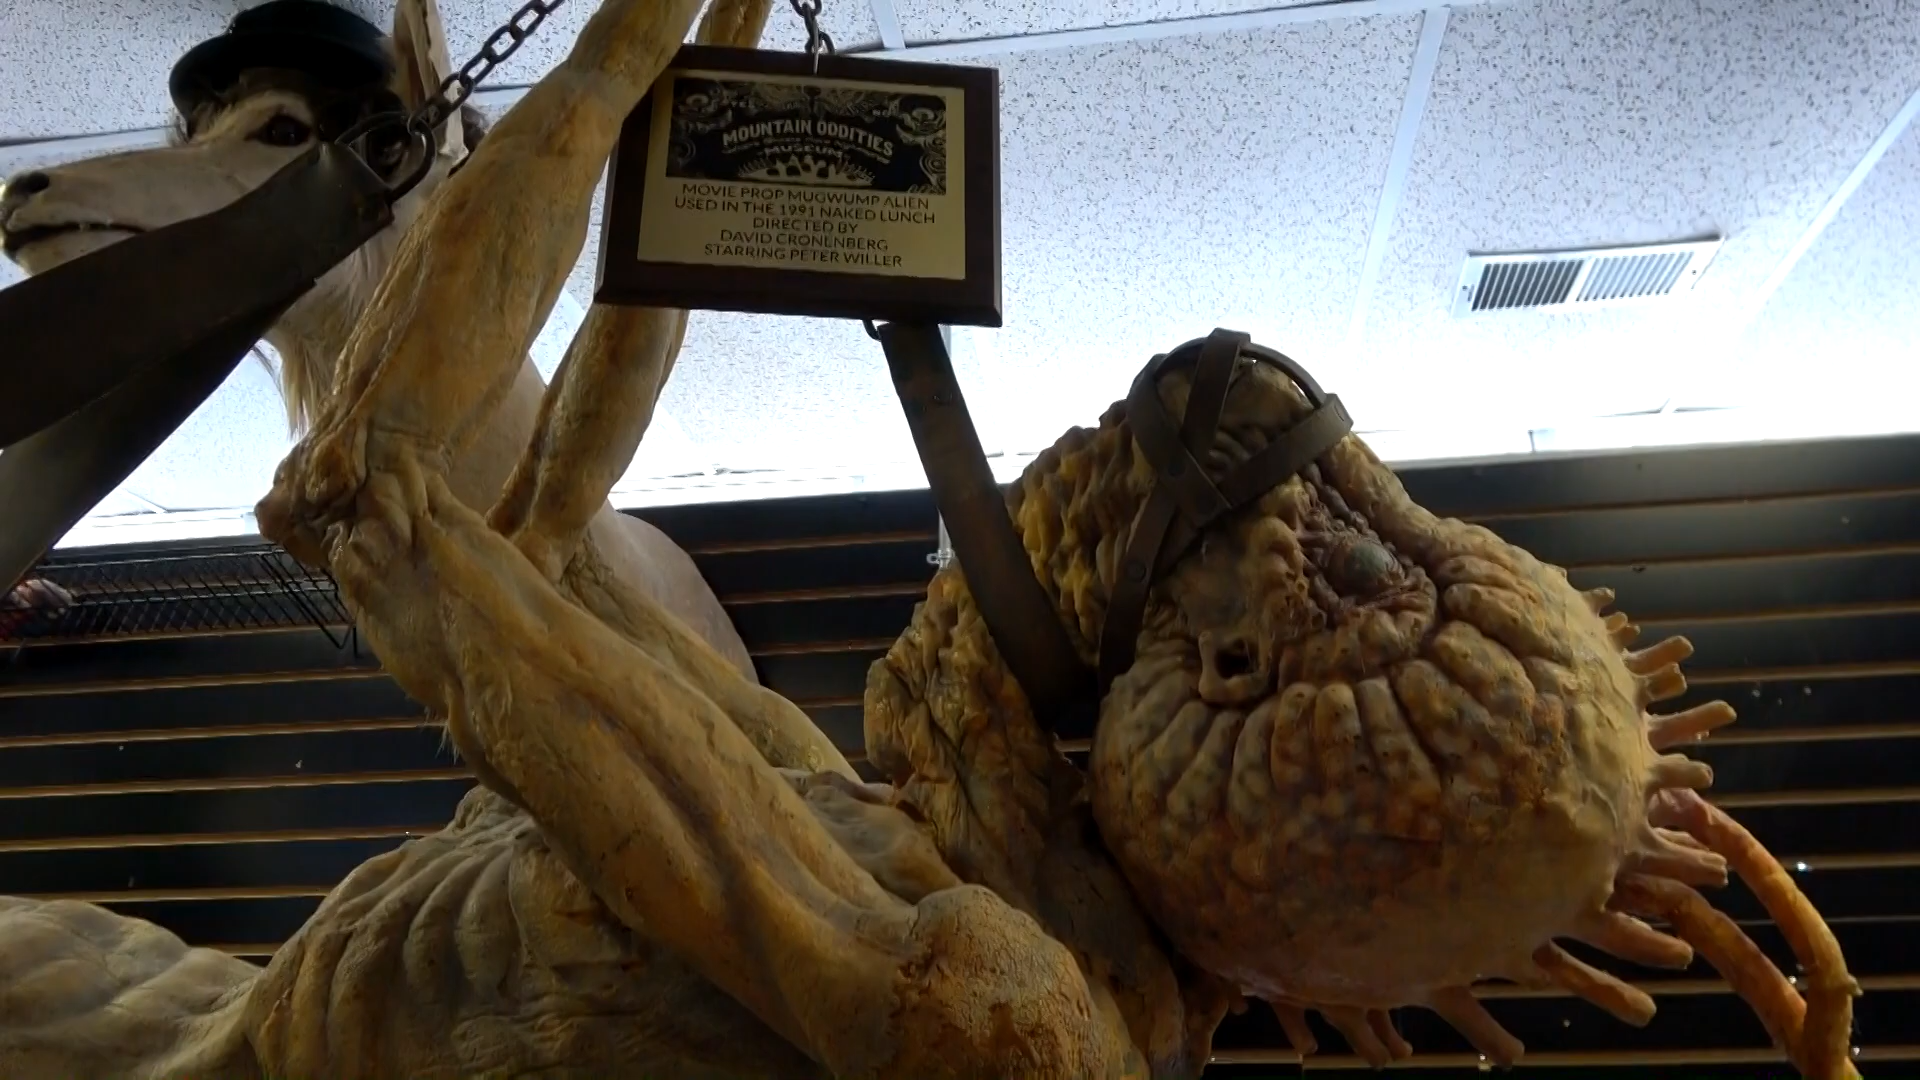 MOUNTAIN ODDITIES
MUSEUM
MOVIE PROP MUGWUMP ALIEN
USED IN THE 1991 NAKED LUNCH
DIRECTED BY
DAVID CRONENBERG
STARRING PETER WILLER